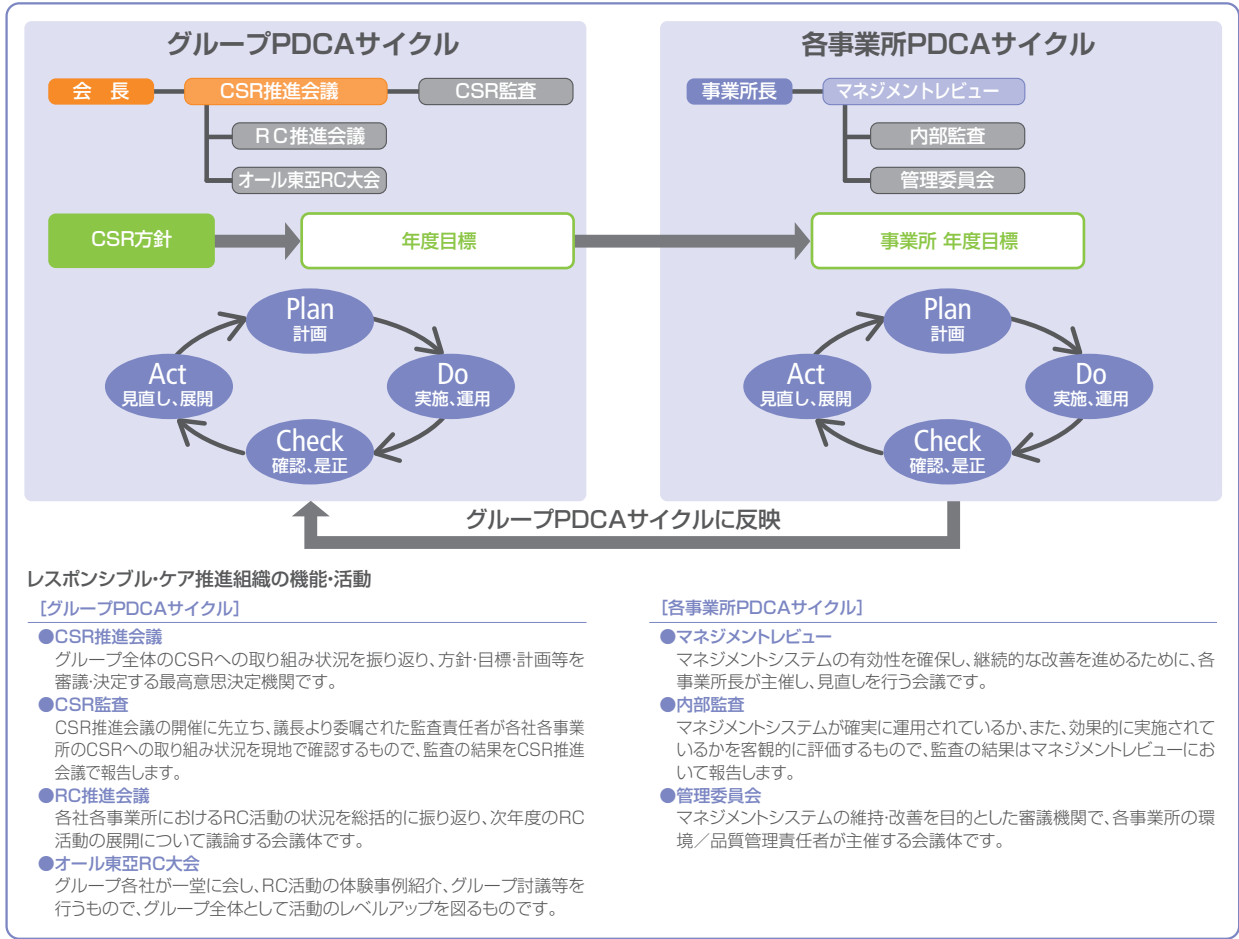 グループPDCAサイクル
会 長
CSR推進会議
CSR監査
RC推進会議
オール東亞RC大会
CSR方針
年度目標
Plan
計画
Do
実施、運用
Check
確認、是正
Act
見直し、展開
各事業所PDCAサイクル
事業所長
マネジメントレビュー
内部監査
管理委員会
事業所 年度目標
Plan
計画
Do
実施、運用
Check
確認、是正
Act
見直し、展開
グループPDCAサイクルに反映
レスポンシブル・ケア推進組織の機能・活動
[グループPDCAサイクル]
●CSR推進会議
グループ全体のCSRへの取り組み状況を振り返り、方針・目標・計画等を
審議・決定する最高意思決定機関です。
●CSR監査
CSR推進会議の開催に先立ち、議長より委嘱された監査責任者が各社各事業
所のCSRへの取り組み状況を現地で確認するもので、監査の結果をCSR推進
会議で報告します。
●RC推進会議
各社各事業所におけるRC活動の状況を総括的に振り返り、次年度のRC
活動の展開について議論する会議体です。
●オール東亞RC大会
グループ各社が一堂に会し、RC活動の体験事例紹介、グループ討議等を
行うもので、グループ全体として活動のレベルアップを図るものです。
[各事業所PDCAサイクル]
●マネジメントレビュー
マネジメントシステムの有効性を確保し、継続的な改善を進めるために、各
事業所長が主催し、見直しを行う会議です。
●内部監査
マネジメントシステムが確実に運用されているか、また、効果的に実施されて
いるかを客観的に評価するもので、監査の結果はマネジメントレビューにお
いて報告します。
●管理委員会
マネジメントシステムの維持・改善を目的とした審議機関で、各事業所の環
境／品質管理責任者が主催する会議体です。